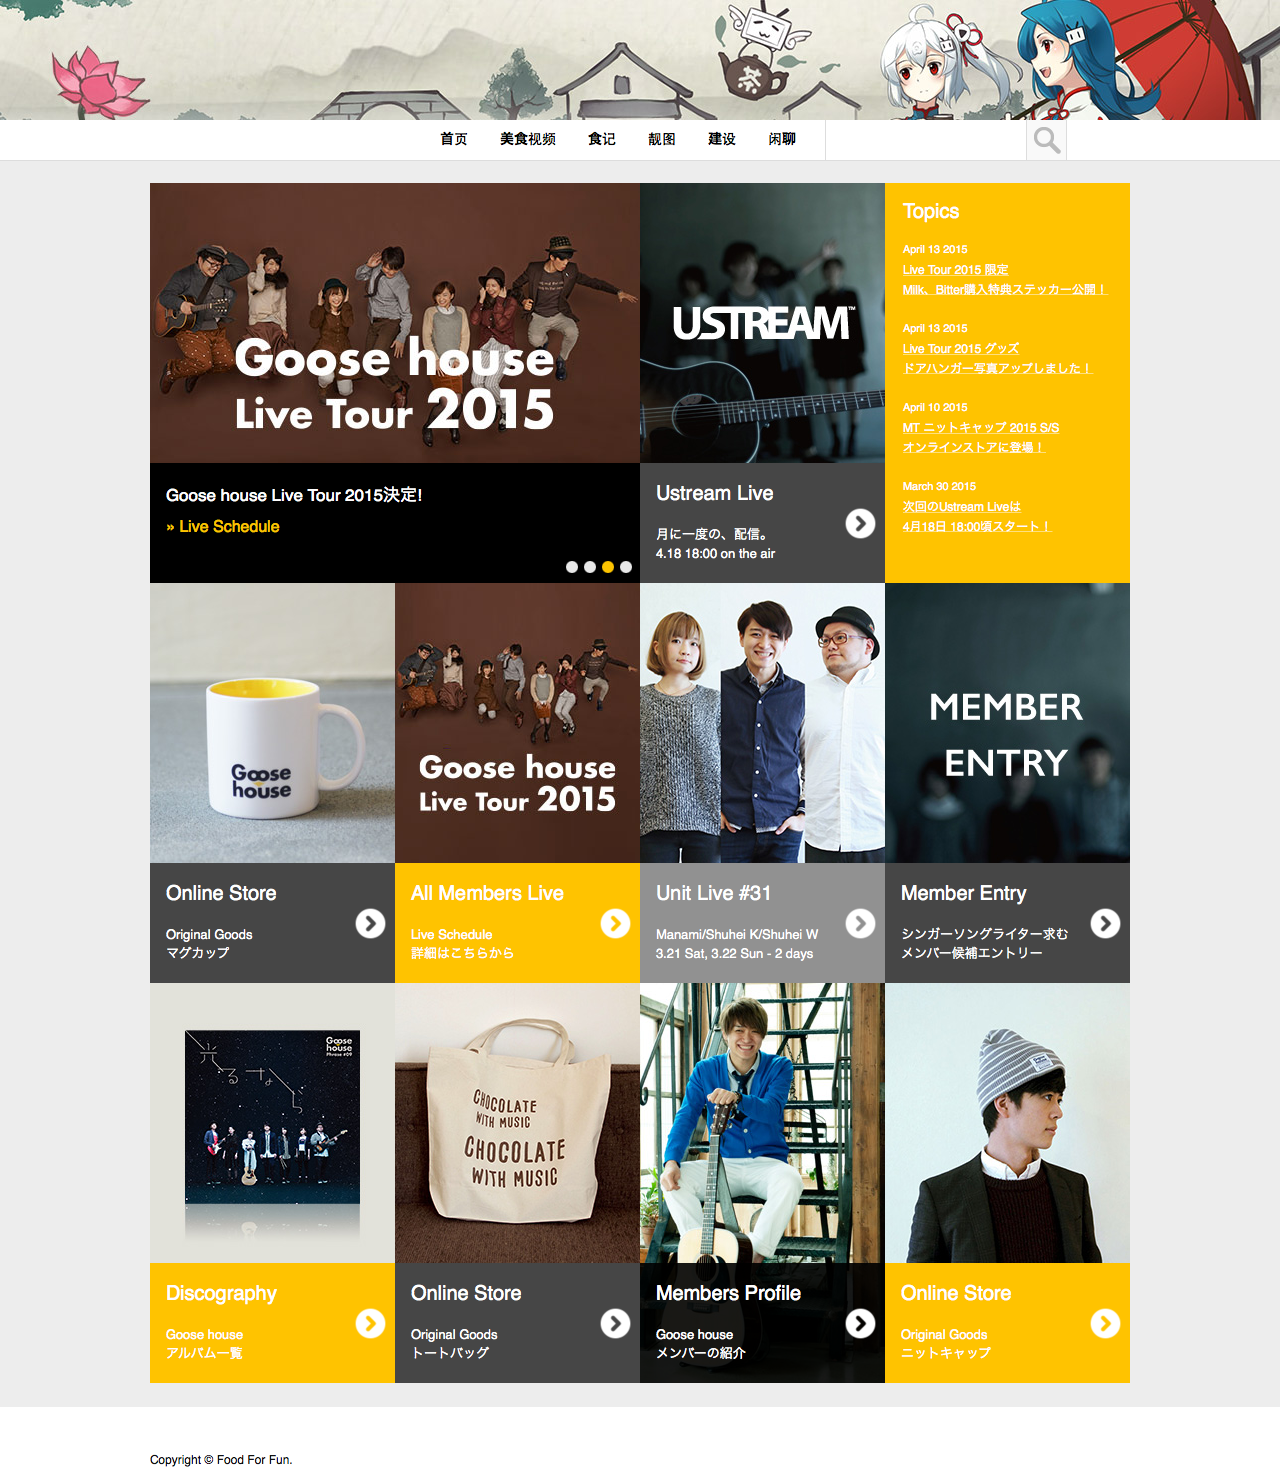 茶
首页 美食视频 食记 靓图 建设 闲聊
Goose house
Live Tour 2015
Goose house Live Tour 2015決定!
» Live Schedule
USTREAM™
Ustream Live
月に一度の、配信。
4.18 18:00 on the air
Topics
April 13 2015
Live Tour 2015 限定
Milk、Bitter購入特典ステッカー公開！
April 13 2015
Live Tour 2015 グッズ
ドアハンガー写真アップしました！
April 10 2015
MT ニットキャップ 2015 S/S
オンラインストアに登場！
March 30 2015
次回のUstream Liveは
4月18日 18:00頃スタート！
Goose
house
Online Store
Original Goods
マグカップ
Goose house
Live Tour 2015
All Members Live
Live Schedule
詳細はこちらから
Unit Live #31
Manami/Shuhei K/Shuhei W
3.21 Sat, 3.22 Sun - 2 days
MEMBER
ENTRY
Member Entry
シンガーソングライター求む
メンバー候補エントリー
Goose
house
Phrase #09
光るなら
Discography
Goose house
アルバム一覧
CHOCOLATE
WITH MUSIC
CHOCOLATE
WITH MUSIC
Online Store
Original Goods
トートバッグ
Members Profile
Goose house
メンバーの紹介
Online Store
Original Goods
ニットキャップ
Copyright © Food For Fun.